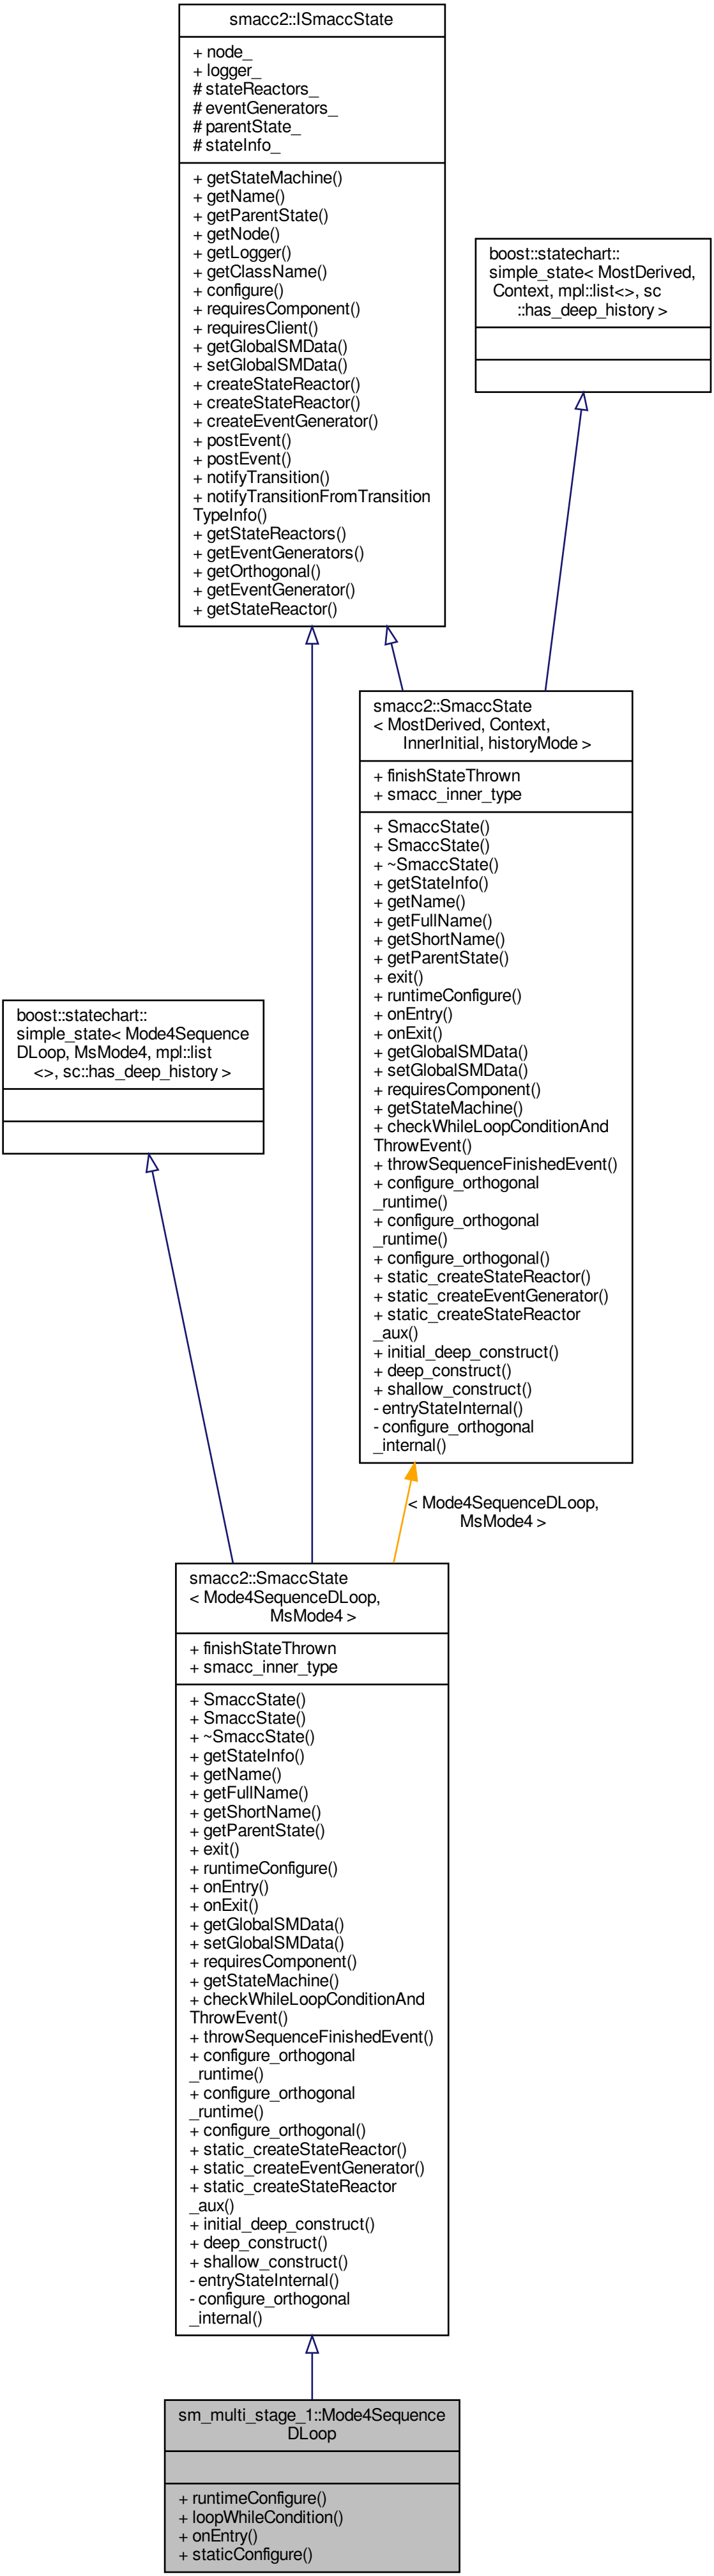 smacc2::ISmaccState
+ node_
+ logger_
# stateReactors_
# eventGenerators_
# parentState_
# stateInfo_
+ getStateMachine()
+ getName()
+ getParentState()
+ getNode()
+ getLogger()
+ getClassName()
+ configure()
+ requiresComponent()
+ requiresClient()
+ getGlobalSMData()
+ setGlobalSMData()
+ createStateReactor()
+ createStateReactor()
+ createEventGenerator()
+ postEvent()
+ postEvent()
+ notifyTransition()
+ notifyTransitionFromTransition
TypeInfo()
+ getStateReactors()
+ getEventGenerators()
+ getOrthogonal()
+ getEventGenerator()
+ getStateReactor()
boost::statechart::
simple_state< MostDerived,
Context, mpl::list<>, sc
::has_deep_history >
smacc2::SmaccState
< MostDerived, Context,
InnerInitial, historyMode >
+ finishStateThrown
+ smacc_inner_type
+ SmaccState()
+ SmaccState()
+ ~SmaccState()
+ getStateInfo()
+ getName()
+ getFullName()
+ getShortName()
+ getParentState()
+ exit()
+ runtimeConfigure()
+ onEntry()
+ onExit()
+ getGlobalSMData()
+ setGlobalSMData()
+ requiresComponent()
+ getStateMachine()
+ checkWhileLoopConditionAnd
ThrowEvent()
+ throwSequenceFinishedEvent()
+ configure_orthogonal
_runtime()
+ configure_orthogonal
_runtime()
+ configure_orthogonal()
+ static_createStateReactor()
+ static_createEventGenerator()
+ static_createStateReactor
_aux()
+ initial_deep_construct()
+ deep_construct()
+ shallow_construct()
- entryStateInternal()
- configure_orthogonal
_internal()
boost::statechart::
simple_state< Mode4Sequence
DLoop, MsMode4, mpl::list
<>, sc::has_deep_history >
< Mode4SequenceDLoop,
MsMode4 >
smacc2::SmaccState
< Mode4SequenceDLoop,
MsMode4 >
+ finishStateThrown
+ smacc_inner_type
+ SmaccState()
+ SmaccState()
+ ~SmaccState()
+ getStateInfo()
+ getName()
+ getFullName()
+ getShortName()
+ getParentState()
+ exit()
+ runtimeConfigure()
+ onEntry()
+ onExit()
+ getGlobalSMData()
+ setGlobalSMData()
+ requiresComponent()
+ getStateMachine()
+ checkWhileLoopConditionAnd
ThrowEvent()
+ throwSequenceFinishedEvent()
+ configure_orthogonal
_runtime()
+ configure_orthogonal
_runtime()
+ configure_orthogonal()
+ static_createStateReactor()
+ static_createEventGenerator()
+ static_createStateReactor
_aux()
+ initial_deep_construct()
+ deep_construct()
+ shallow_construct()
- entryStateInternal()
- configure_orthogonal
_internal()
sm_multi_stage_1::Mode4Sequence
DLoop
+ runtimeConfigure()
+ loopWhileCondition()
+ onEntry()
+ staticConfigure()